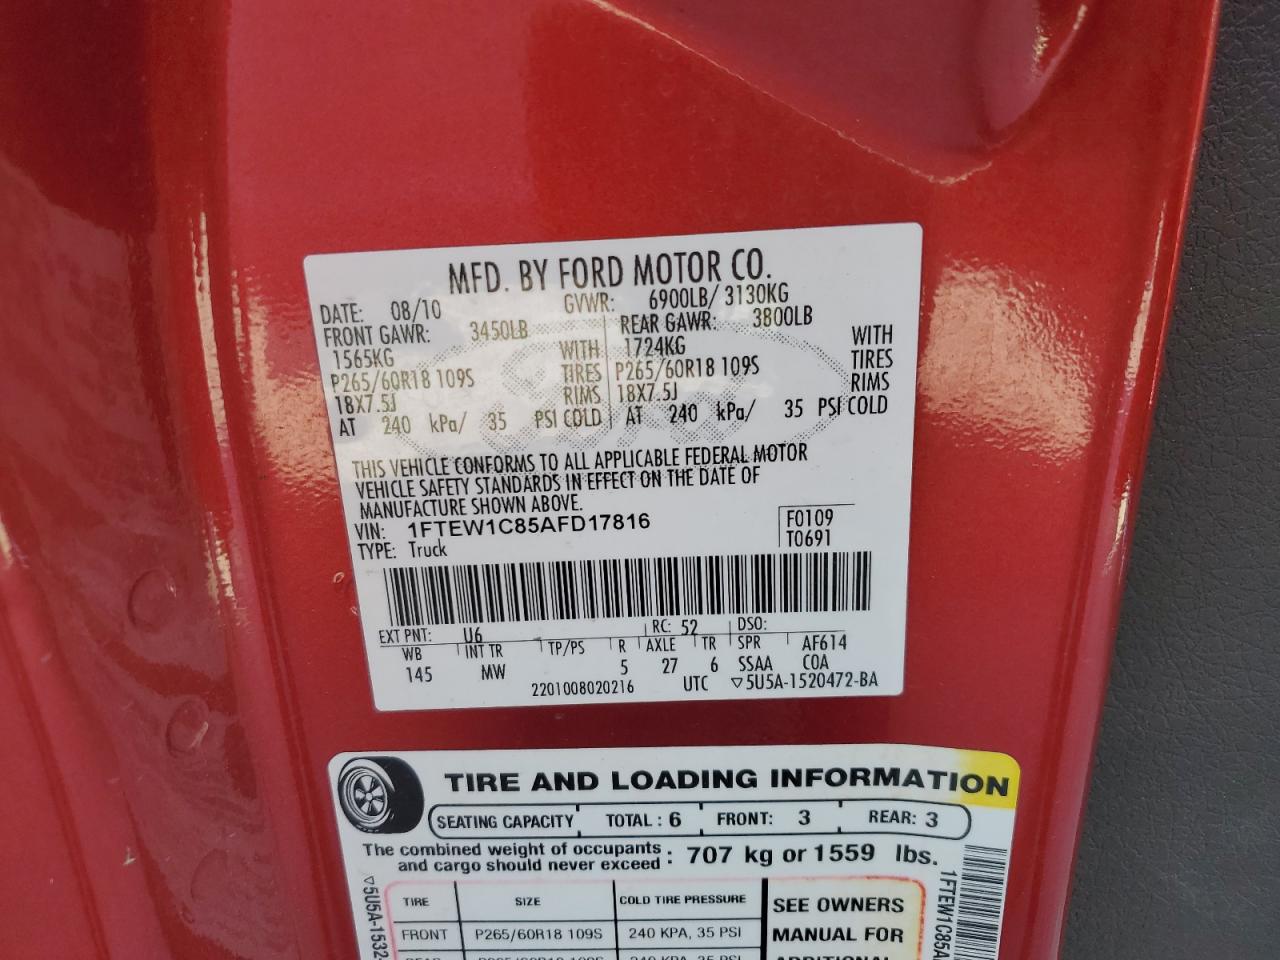 MFD. BY FORD MOTOR CO.
DATE: 08/10 GVWR: 6900LB/ 3130KG
FRONT GAWR: 3450LB REAR GAWR: 3800LB
1565KG WITH 1724KG WITH
P265/60R18 109S TIRES P265/60R18 109S TIRES
18X7.5J RIMS 18X7.5J RIMS
AT 240 kPa/ 35 PSI COLD AT 240 kPa/ 35 PSI COLD
THIS VEHICLE CONFORMS TO ALL APPLICABLE FEDERAL MOTOR
VEHICLE SAFETY STANDARDS IN EFFECT ON THE DATE OF
MANUFACTURE SHOWN ABOVE.
VIN: 1FTEW1C85AFD17816 F0109
TYPE: Truck T0691
EXT PNT: U6 RC: 52 DSO:
WB INT TR TP/PS R AXLE TR SPR AF614
145 MW 5 27 6 SSAA COA
2201008020216 UTC ▽5U5A-1520472-BA
TIRE AND LOADING INFORMATION
SEATING CAPACITY TOTAL : 6 FRONT: 3 REAR: 3
The combined weight of occupants
and cargo should never exceed : 707 kg or 1559 lbs.
TIRE SIZE COLD TIRE PRESSURE SEE OWNERS
FRONT P265/60R18 109S 240 KPA, 35 PSI MANUAL FOR
▽5U5A-1532-
1FTEW1C85A